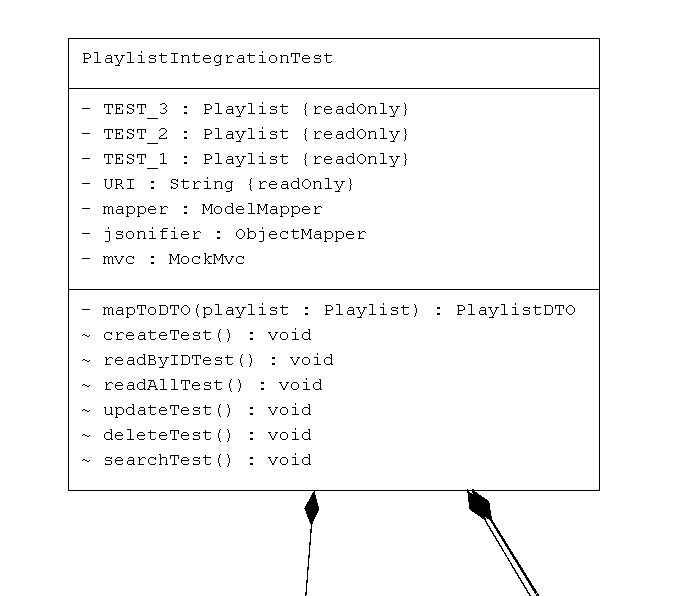 PlaylistIntegrationTest
- TEST_3 : Playlist {readOnly}
- TEST_2 : Playlist {readOnly}
- TEST_1 : Playlist {readOnly}
- URI : String {readOnly}
- mapper : ModelMapper
- jsonifier : ObjectMapper
- mvc : MockMvc
- mapToDTO(playlist : Playlist) : PlaylistDTO
~ createTest() : void
~ readByIDTest() : void
~ readAllTest() : void
~ updateTest() : void
~ deleteTest() : void
~ searchTest() : void